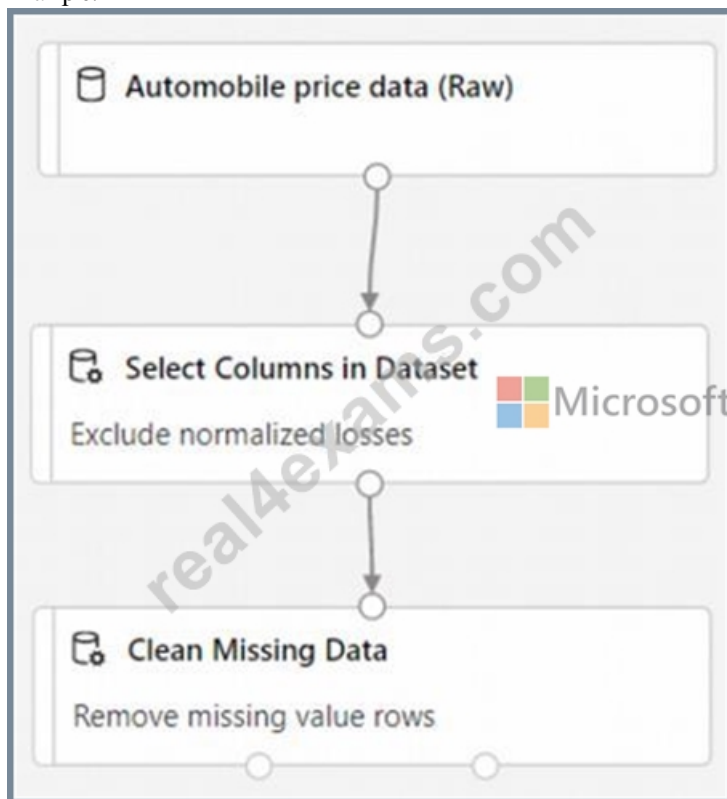 Automobile price data (Raw)
Select Columns in Dataset
Microsoft
Exclude normalized losses
real4exams.com
Clean Missing Data
Remove missing value rows